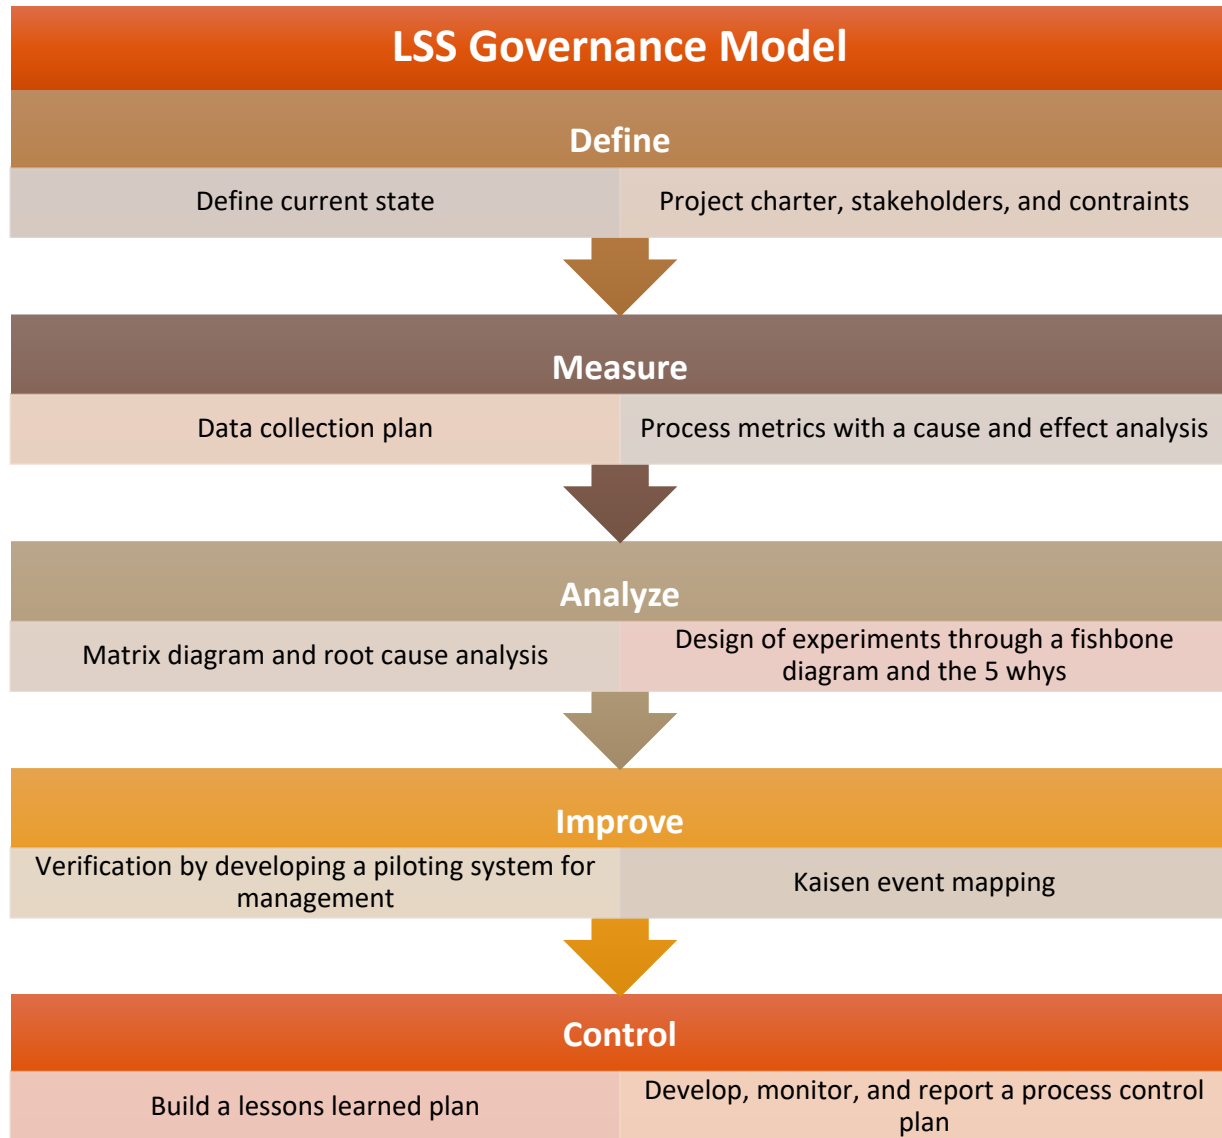 LSS Governance Model
Define
Define current state
Project charter, stakeholders, and contraints
Measure
Data collection plan
Process metrics with a cause and effect analysis
Analyze
Matrix diagram and root cause analysis
Design of experiments through a fishbone
diagram and the 5 whys
Improve
Verification by developing a piloting system for
management
Kaisen event mapping
Control
Build a lessons learned plan
Develop, monitor, and report a process control
plan